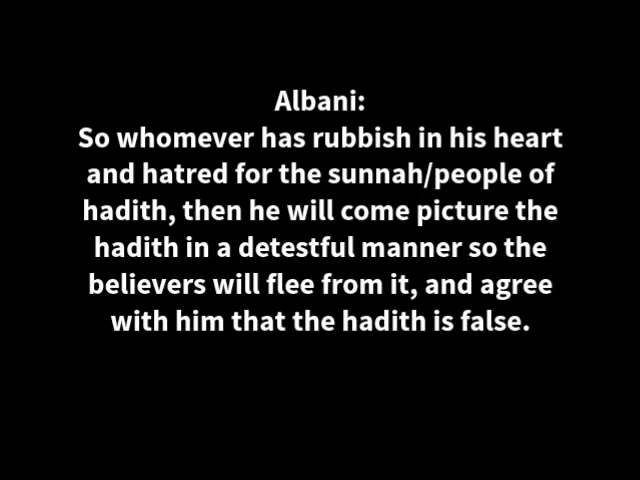 Albani:
So whomever has rubbish in his heart
and hatred for the sunnah/people of
hadith, then he will come picture the
hadith in a detestful manner so the
believers will flee from it, and agree
with him that the hadith is false.